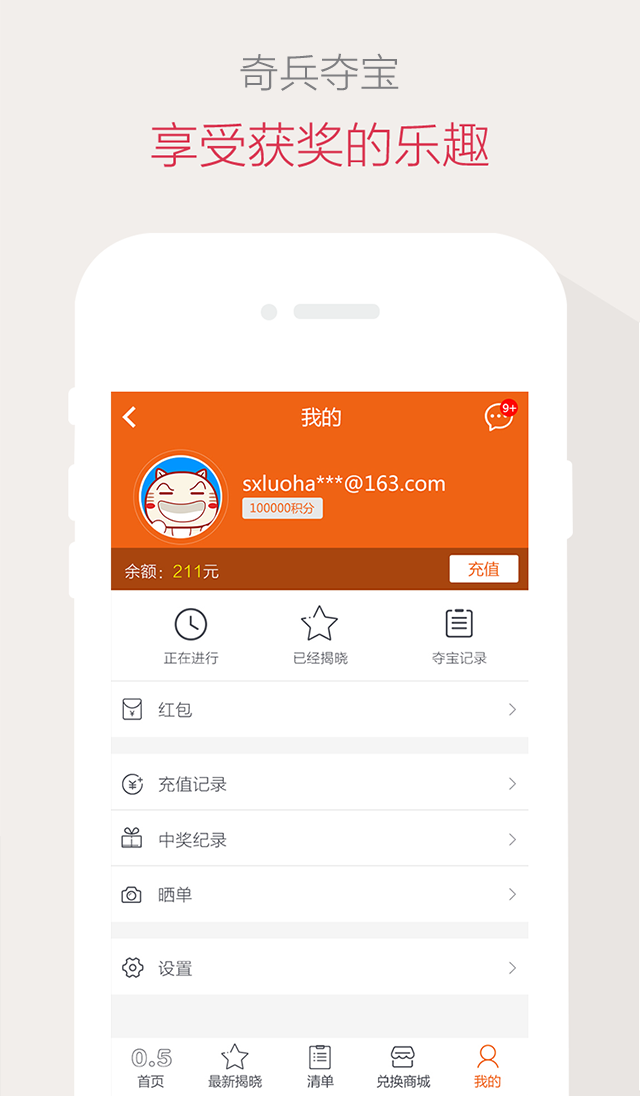 奇兵夺宝
享受获奖的乐趣
我的
9+
sxluoha***@163.com
100000积分
余额：211元
充值
正在进行 已经揭晓 夺宝记录
红包
充值记录
中奖纪录
晒单
设置
0.5
首页 最新揭晓 清单 兑换商城 我的